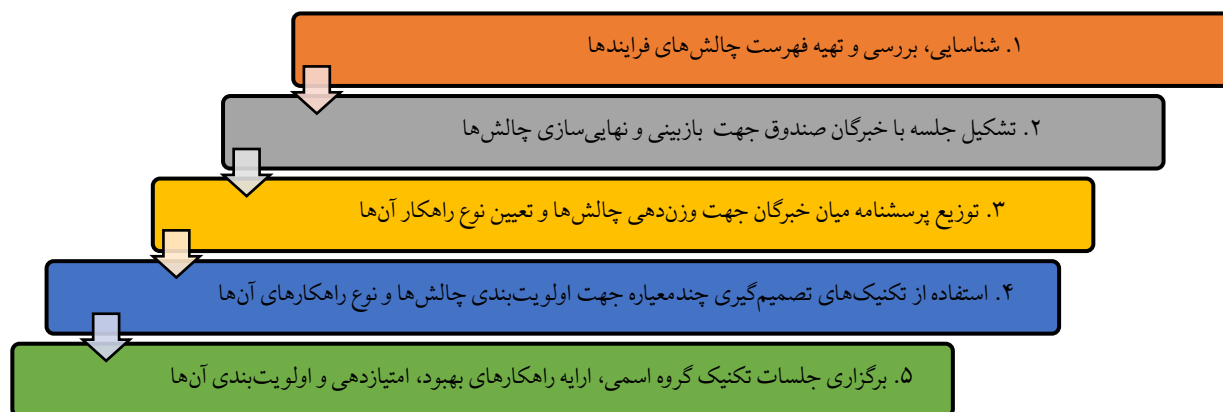 ۱. شناسایی، بررسی و تهیه فهرست چالش‌های فرایندها
۲. تشکیل جلسه با خبرگان صندوق جهت بازبینی و نهایی‌سازی چالش‌ها
۳. توزیع پرسشنامه میان خبرگان جهت وزن‌دهی چالش‌ها و تعیین نوع راهکار آن‌ها
۴. استفاده از تکنیک‌های تصمیم‌گیری چندمعیاره جهت اولویت‌بندی چالش‌ها و نوع راهکارهای آن‌ها
۵. برگزاری جلسات تکنیک گروه اسمی، ارایه راهکارهای بهبود، امتیازدهی و اولویت‌بندی آن‌ها